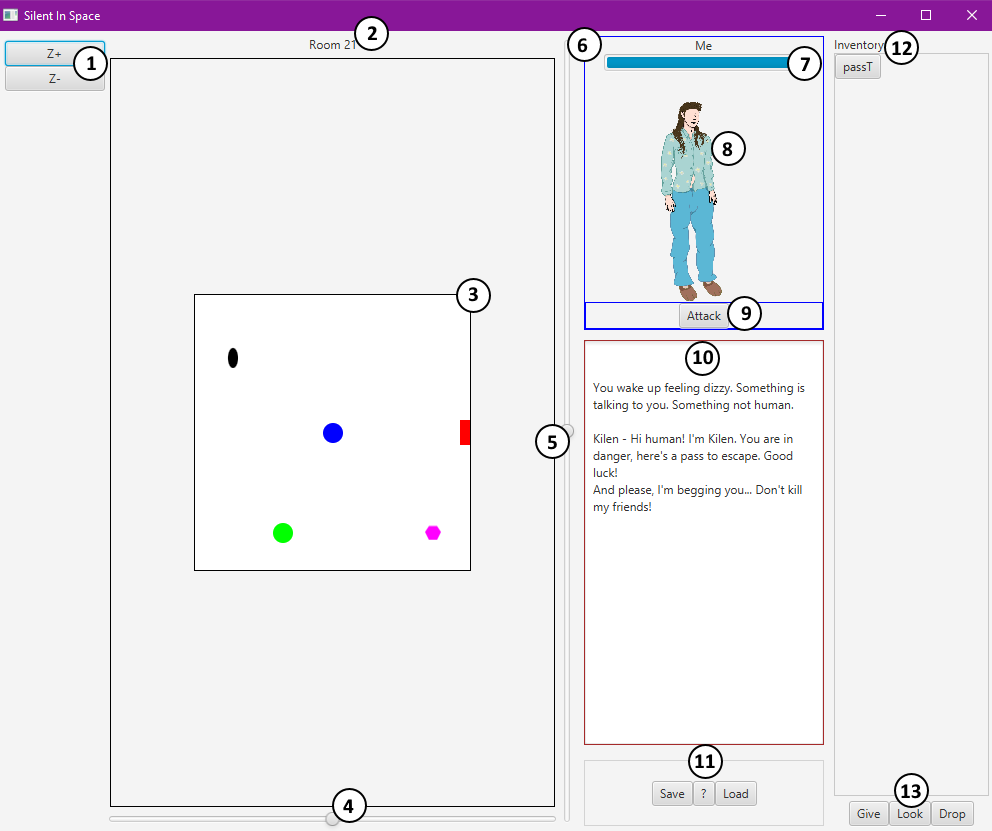 Silent In Space
Z+
Z-
1
Room 21
2
3
4
5
6
Me
7
8
Attack
9
10
You wake up feeling dizzy. Something is
talking to you. Something not human.
Kilen - Hi human! I'm Kilen. You are in
danger, here's a pass to escape. Good
luck!
And please, I'm begging you... Don't kill
my friends!
11
Save
?
Load
Inventory
12
passT
13
Give
Look
Drop